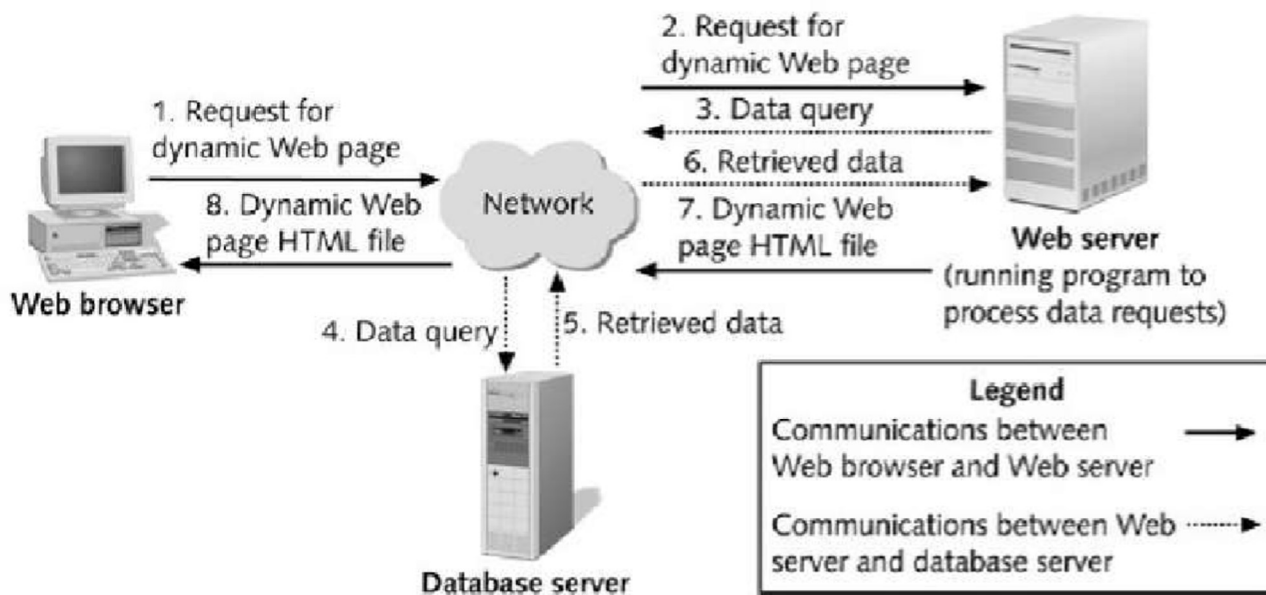 2. Request for
dynamic Web page
1. Request for
dynamic Web page
3. Data query
6. Retrieved data
Network
8. Dynamic Web
page HTML file
7. Dynamic Web
page HTML file
Web browser
Web server
(running program to
process data requests)
4. Data query
5. Retrieved data
Database server
Legend
Communications between
Web browser and Web server
Communications between Web
server and database server